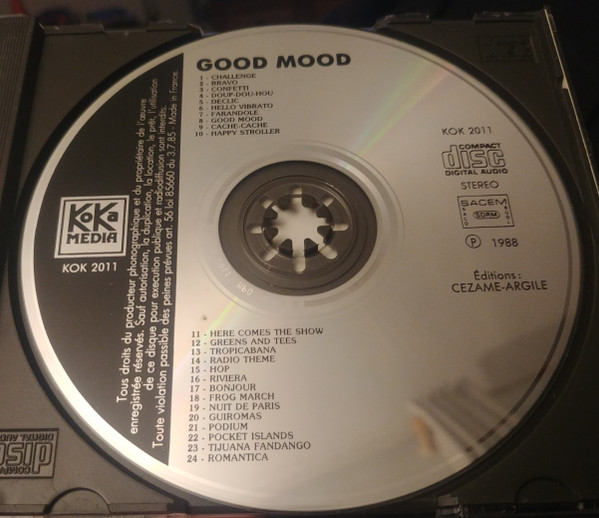 GOOD MOOD
1 - CHALLENGE
2 - BRAVO
3 - CONFETTI
4 - DOUP-DOU-HOU
5 - DECLIC
6 - HELLO VIBRATO
7 - FARANDOLE
8 - GOOD MOOD
9 - CACHE-CACHE
10 - HAPPY STROLLER
KOK 2011
COMPACT
disc
DIGITAL AUDIO
STEREO
SACEM
SDRM
℗ 1988
Éditions :
CEZAME-ARGILE
KOKA
MEDIA
KOK 2011
Tous droits du producteur phonographique et du propriétaire de l'œuvre
enregistrée réservés. Sauf autorisation, la duplication, la location, le prêt, l'utilisation
de ce disque pour exécution publique et radiodiffusion sont interdits.
Toute violation passible des peines prévues art. 56 loi 85660 du 3.7.85 - Made in France.
11 - HERE COMES THE SHOW
12 - GREENS AND TEES
13 - TROPICABANA
14 - RADIO THEME
15 - HOP
16 - RIVIERA
17 - BONJOUR
18 - FROG MARCH
19 - NUIT DE PARIS
20 - GUIROMAS
21 - PODIUM
22 - POCKET ISLANDS
23 - TIJUANA FANDANGO
24 - ROMANTICA
COMPACT
disc
DIGITAL AUDIO